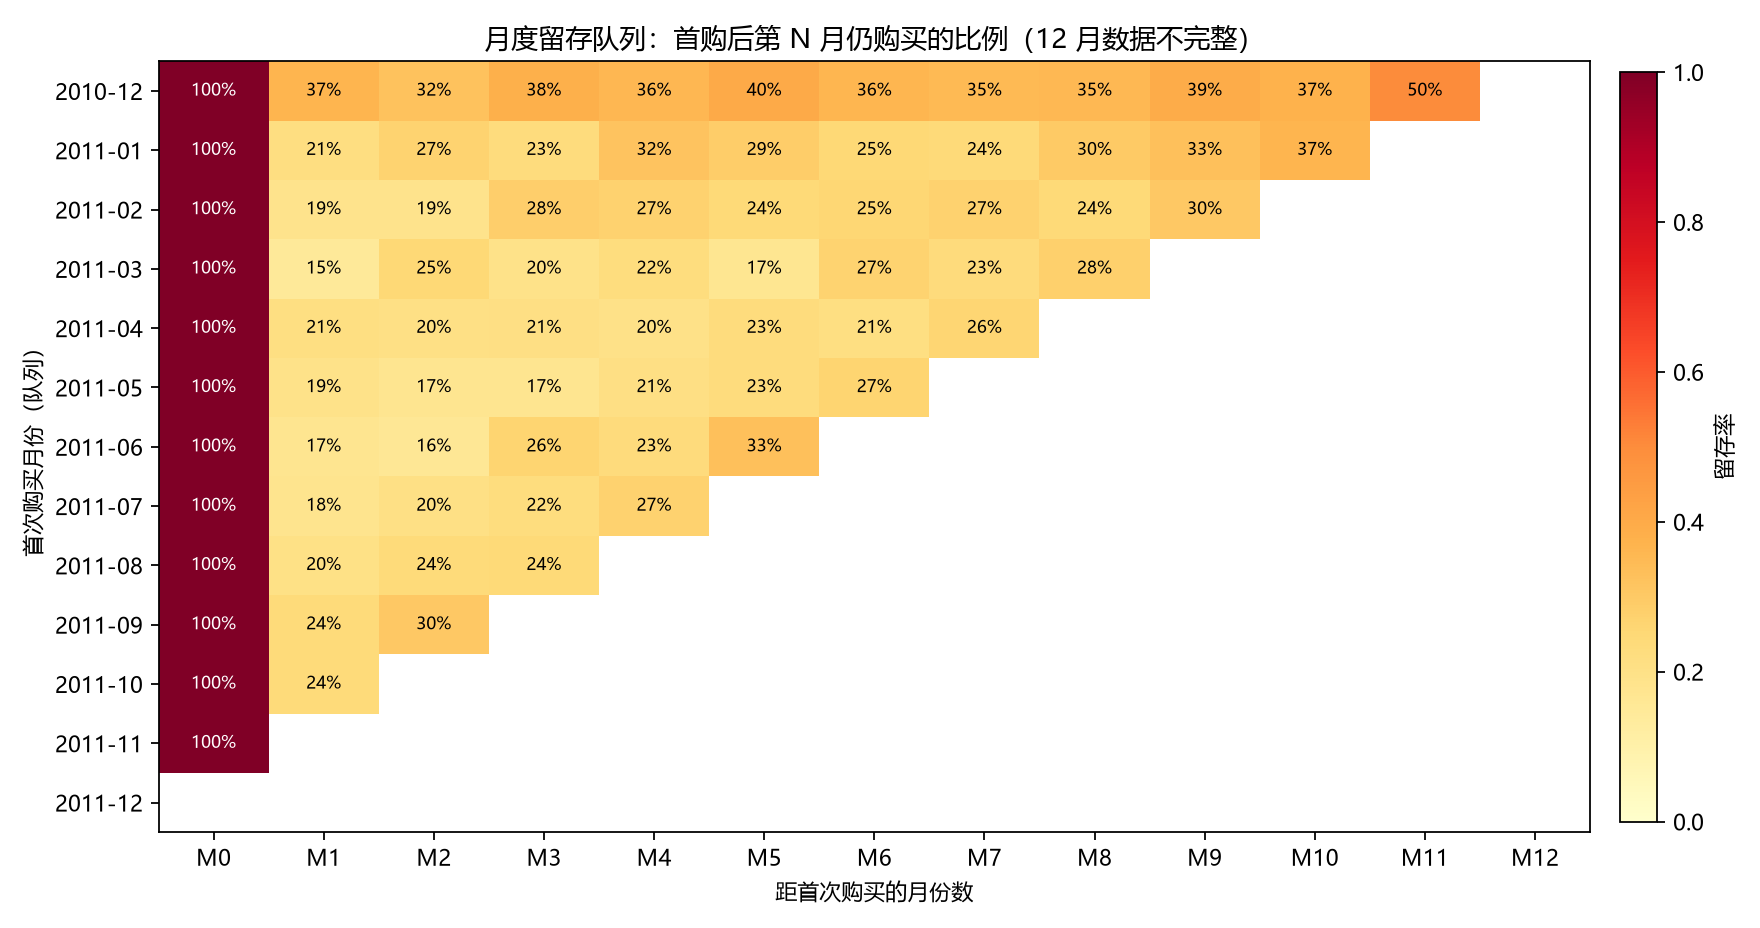 月度留存队列：首购后第 N 月仍购买的比例（12 月数据不完整）
首次购买月份（队列）
2010-12 100% 37% 32% 38% 36% 40% 36% 35% 35% 39% 37% 50%
2011-01 100% 21% 27% 23% 32% 29% 25% 24% 30% 33% 37%
2011-02 100% 19% 19% 28% 27% 24% 25% 27% 24% 30%
2011-03 100% 15% 25% 20% 22% 17% 27% 23% 28%
2011-04 100% 21% 20% 21% 20% 23% 21% 26%
2011-05 100% 19% 17% 17% 21% 23% 27%
2011-06 100% 17% 16% 26% 23% 33%
2011-07 100% 18% 20% 22% 27%
2011-08 100% 20% 24% 24%
2011-09 100% 24% 30%
2011-10 100% 24%
2011-11 100%
2011-12
M0 M1 M2 M3 M4 M5 M6 M7 M8 M9 M10 M11 M12
距首次购买的月份数
1.0
0.8
0.6
0.4
0.2
0.0
留存率